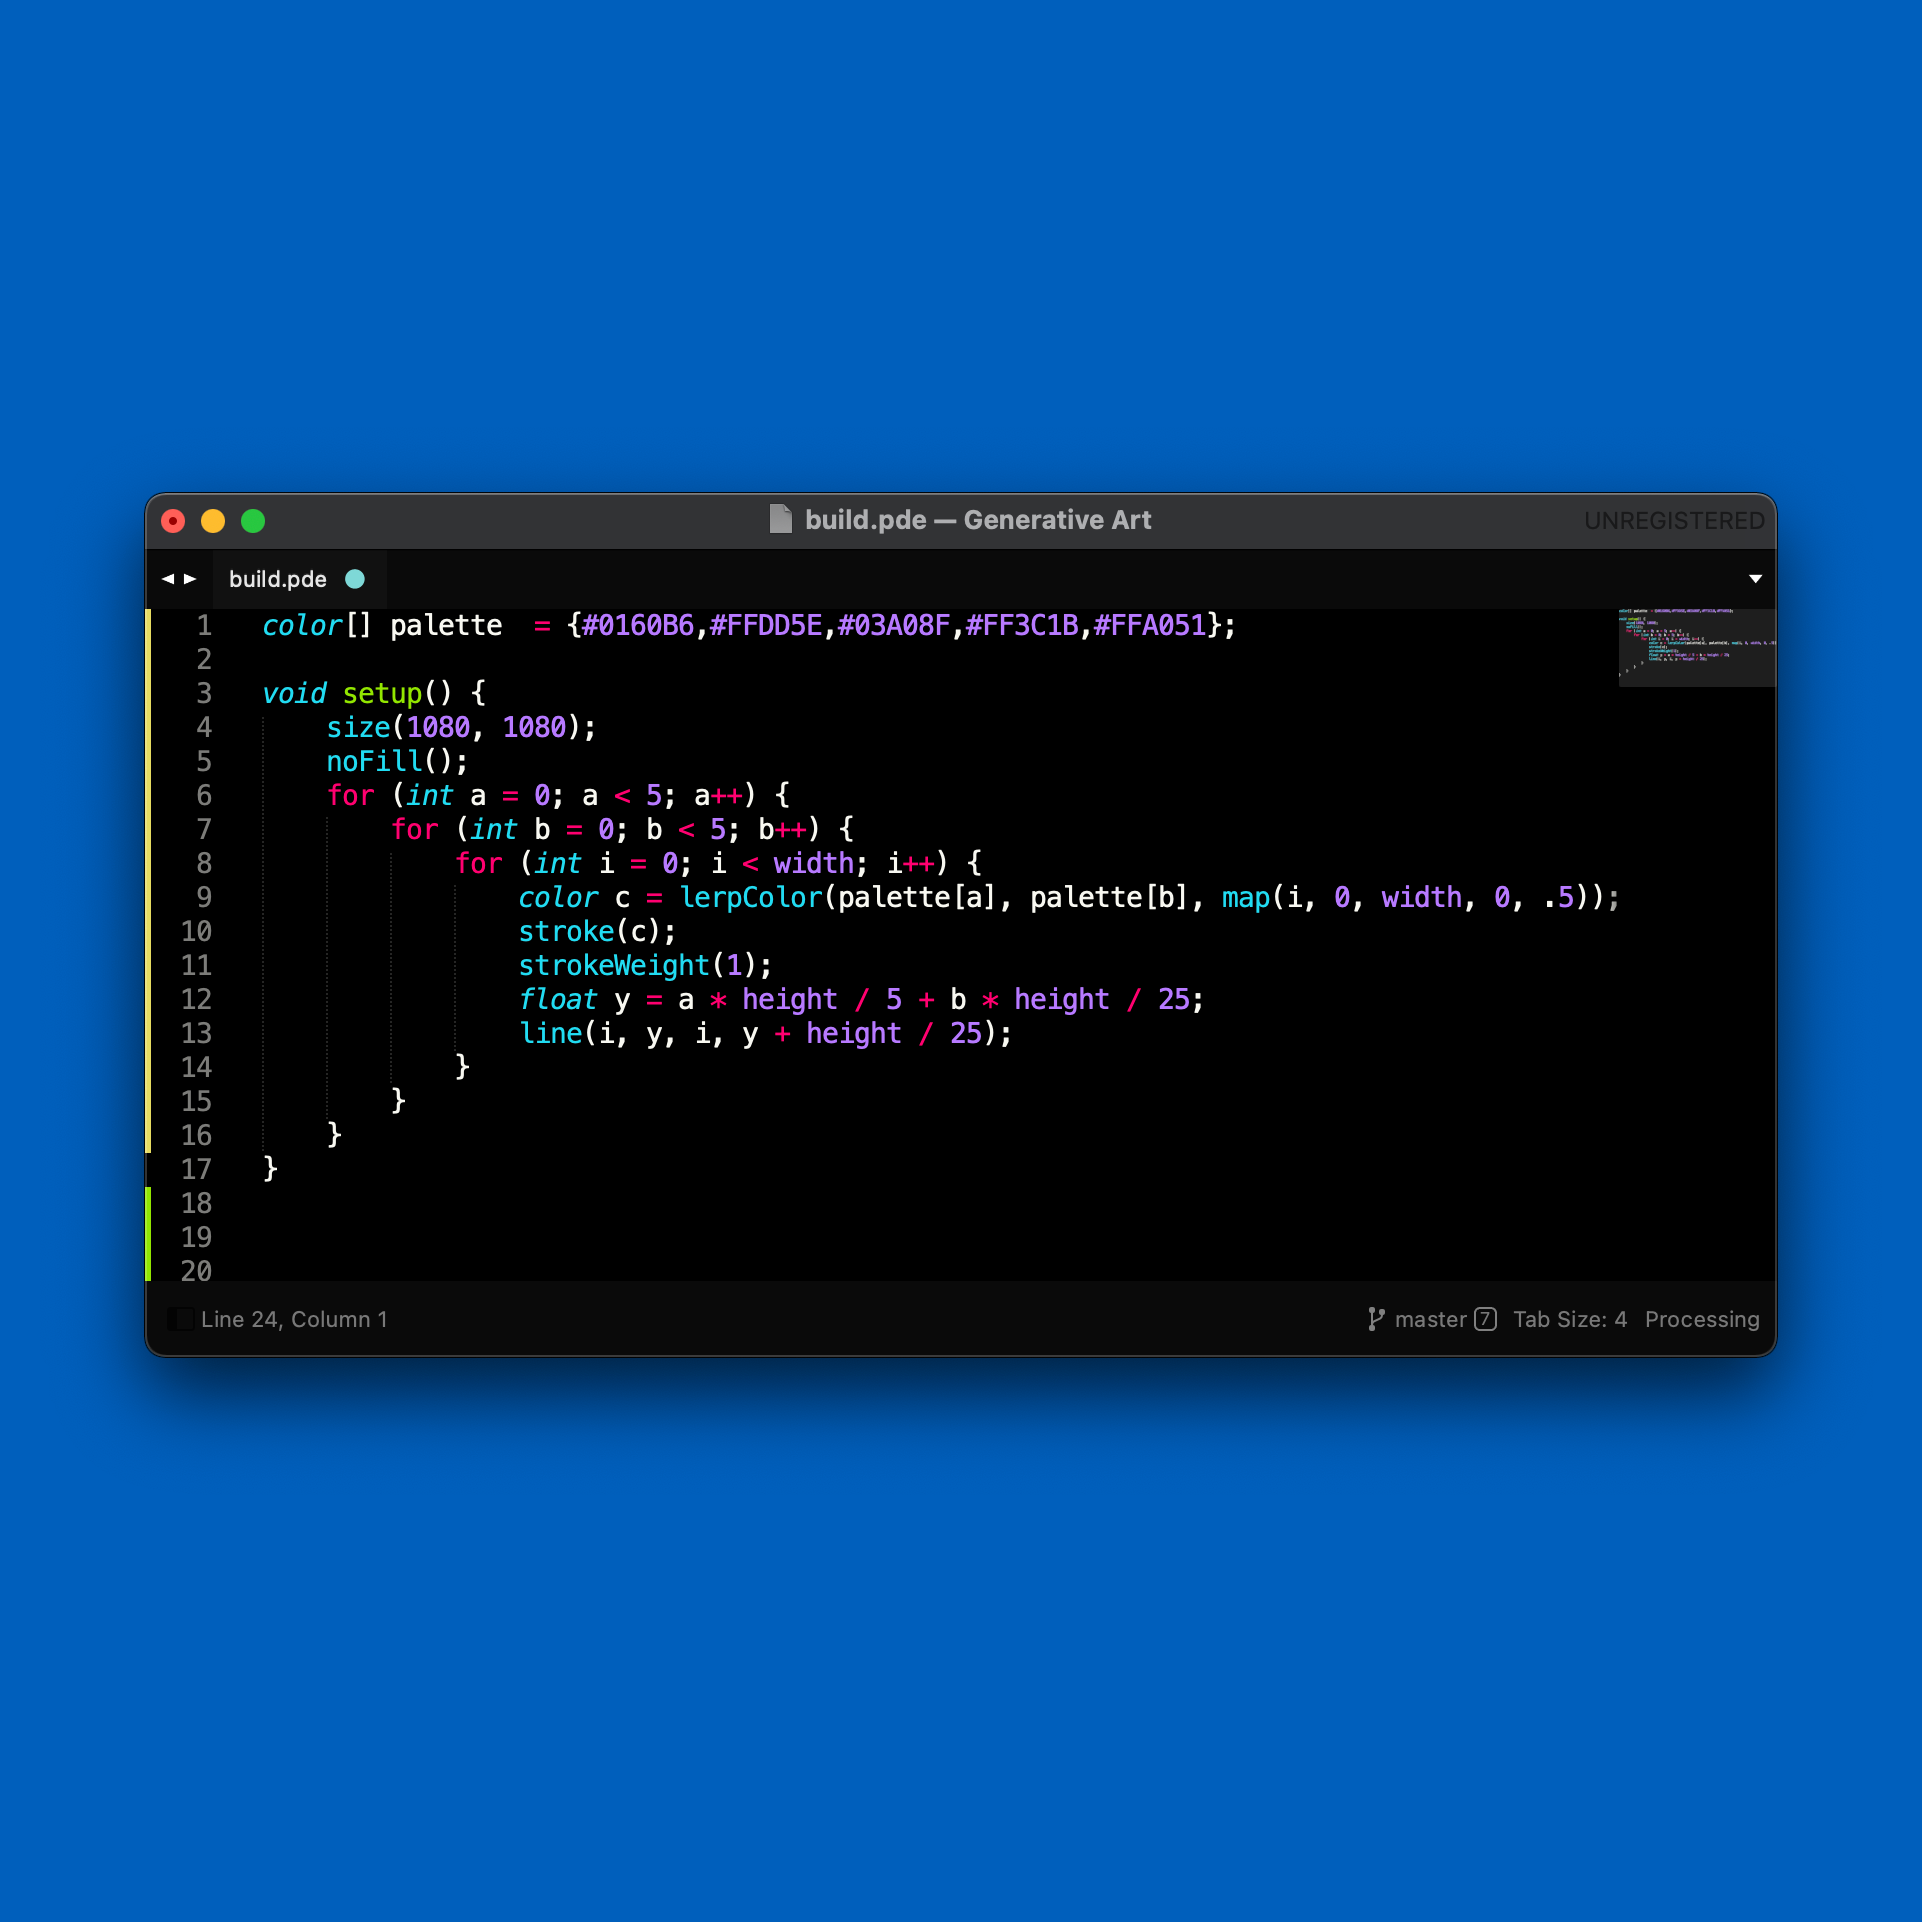 build.pde — Generative Art
UNREGISTERED
build.pde
1 color[] palette  = {#0160B6,#FFDD5E,#03A08F,#FF3C1B,#FFA051};
2
3 void setup() {
4     size(1080, 1080);
5     noFill();
6     for (int a = 0; a < 5; a++) {
7         for (int b = 0; b < 5; b++) {
8             for (int i = 0; i < width; i++) {
9                 color c = lerpColor(palette[a], palette[b], map(i, 0, width, 0, .5));
10                 stroke(c);
11                 strokeWeight(1);
12                 float y = a * height / 5 + b * height / 25;
13                 line(i, y, i, y + height / 25);
14             }
15         }
16     }
17 }
18
19
20
Line 24, Column 1
master 7 Tab Size: 4 Processing